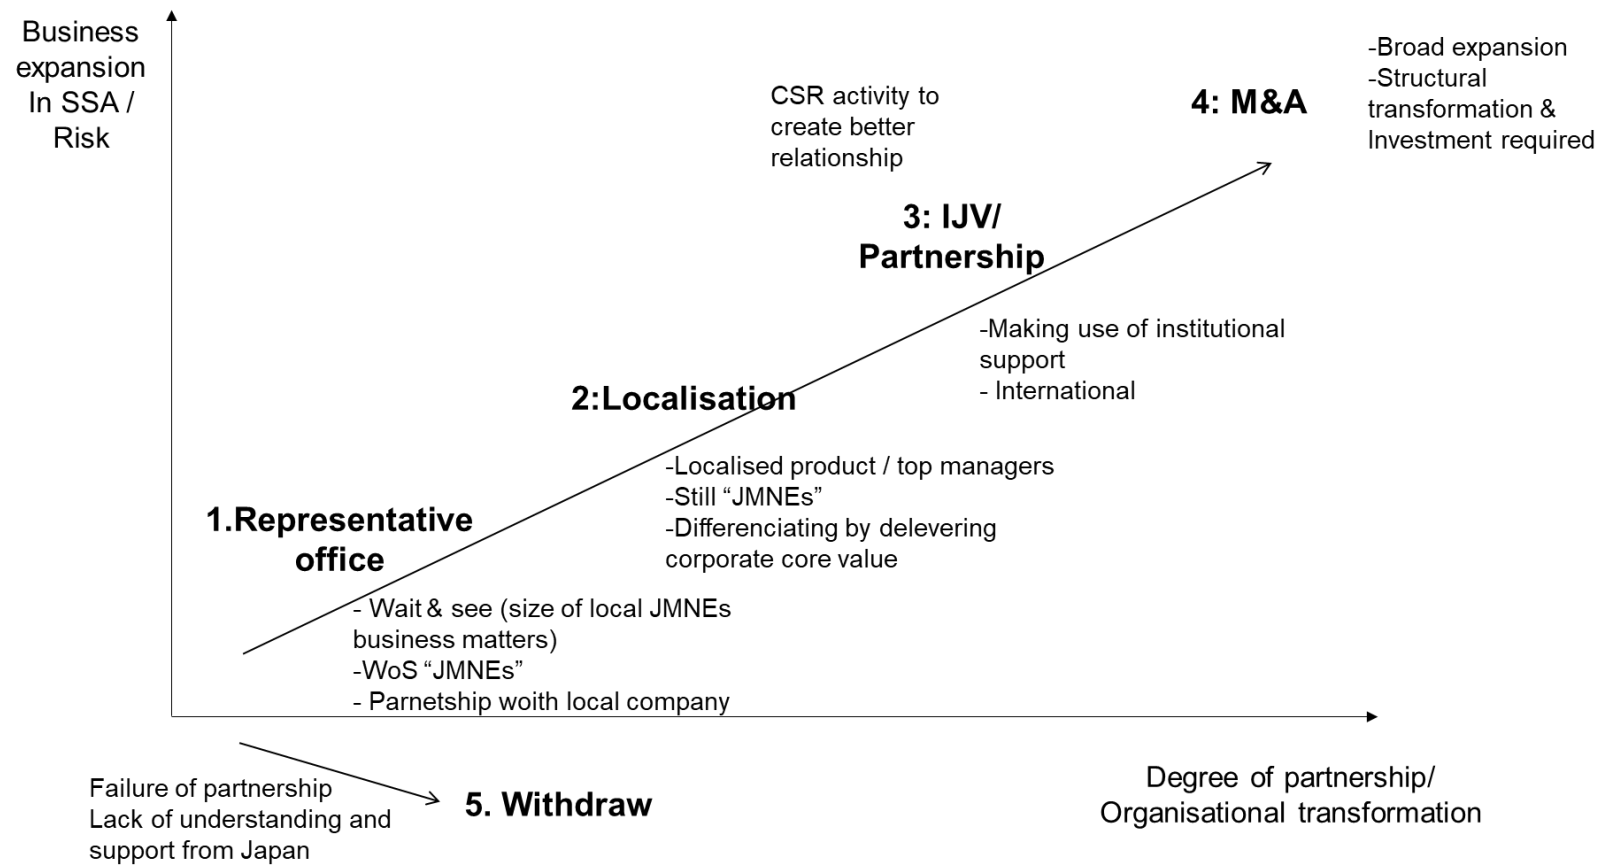 Business
expansion
In SSA /
Risk
-Broad expansion
-Structural
transformation &
Investment required
4: M&A
CSR activity to
create better
relationship
3: IJV/
Partnership
-Making use of institutional
support
- International
2:Localisation
-Localised product / top managers
-Still “JMNEs”
-Differenciating by delevering
corporate core value
1.Representative
office
- Wait & see (size of local JMNEs
business matters)
-WoS “JMNEs”
- Parnetship woith local company
Failure of partnership
Lack of understanding and
support from Japan
5. Withdraw
Degree of partnership/
Organisational transformation